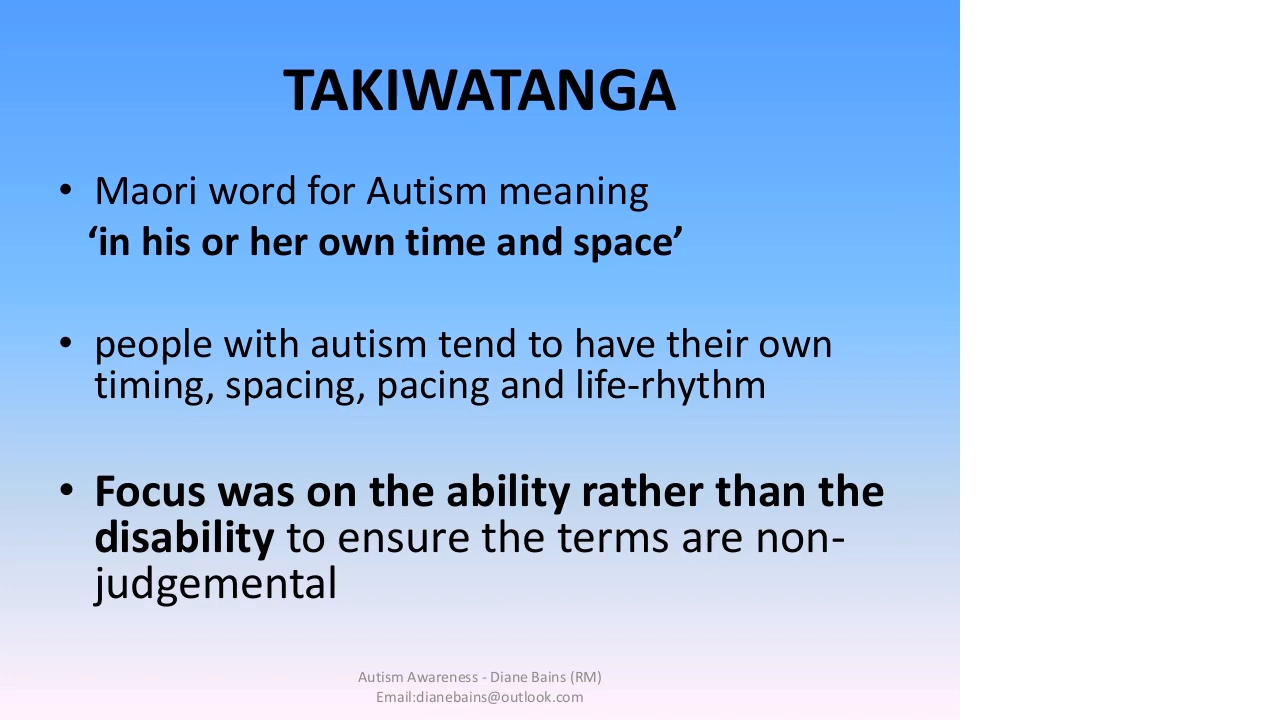 TAKIWATANGA
• Maori word for Autism meaning
‘in his or her own time and space’
• people with autism tend to have their own
timing, spacing, pacing and life-rhythm
• Focus was on the ability rather than the
disability to ensure the terms are non-
judgemental
Autism Awareness - Diane Bains (RM)
Email:dianebains@outlook.com